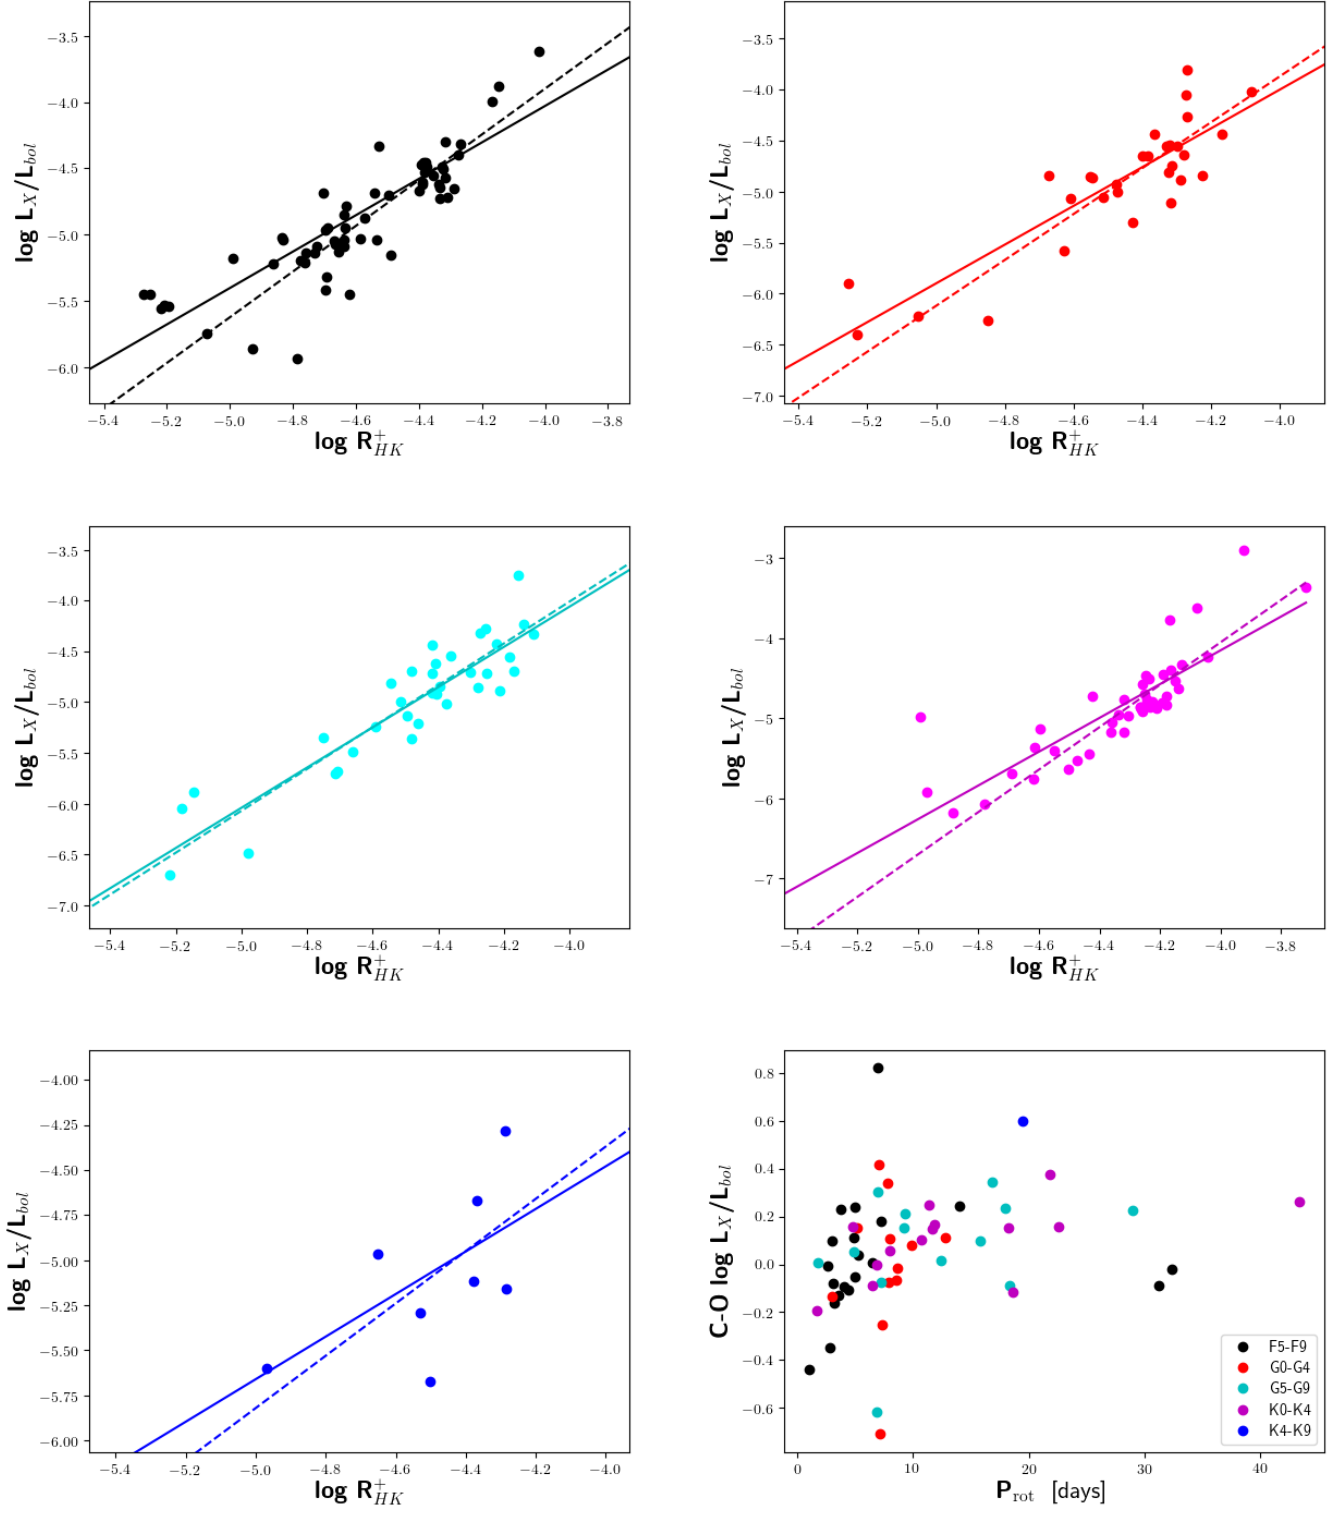 log L_X/L_bol
−3.5
−4.0
−4.5
−5.0
−5.5
−6.0
−5.4 −5.2 −5.0 −4.8 −4.6 −4.4 −4.2 −4.0 −3.8
log R⁺_HK
log L_X/L_bol
−3.5
−4.0
−4.5
−5.0
−5.5
−6.0
−6.5
−7.0
−5.4 −5.2 −5.0 −4.8 −4.6 −4.4 −4.2 −4.0
log R⁺_HK
log L_X/L_bol
−3.5
−4.0
−4.5
−5.0
−5.5
−6.0
−6.5
−7.0
−5.4 −5.2 −5.0 −4.8 −4.6 −4.4 −4.2 −4.0
log R⁺_HK
log L_X/L_bol
−3
−4
−5
−6
−7
−5.4 −5.2 −5.0 −4.8 −4.6 −4.4 −4.2 −4.0 −3.8
log R⁺_HK
log L_X/L_bol
−4.00
−4.25
−4.50
−4.75
−5.00
−5.25
−5.50
−5.75
−6.00
−5.4 −5.2 −5.0 −4.8 −4.6 −4.4 −4.2 −4.0
log R⁺_HK
C-O log L_X/L_bol
0.8
0.6
0.4
0.2
0.0
−0.2
−0.4
−0.6
F5-F9
G0-G4
G5-G9
K0-K4
K4-K9
0 10 20 30 40
P_rot [days]